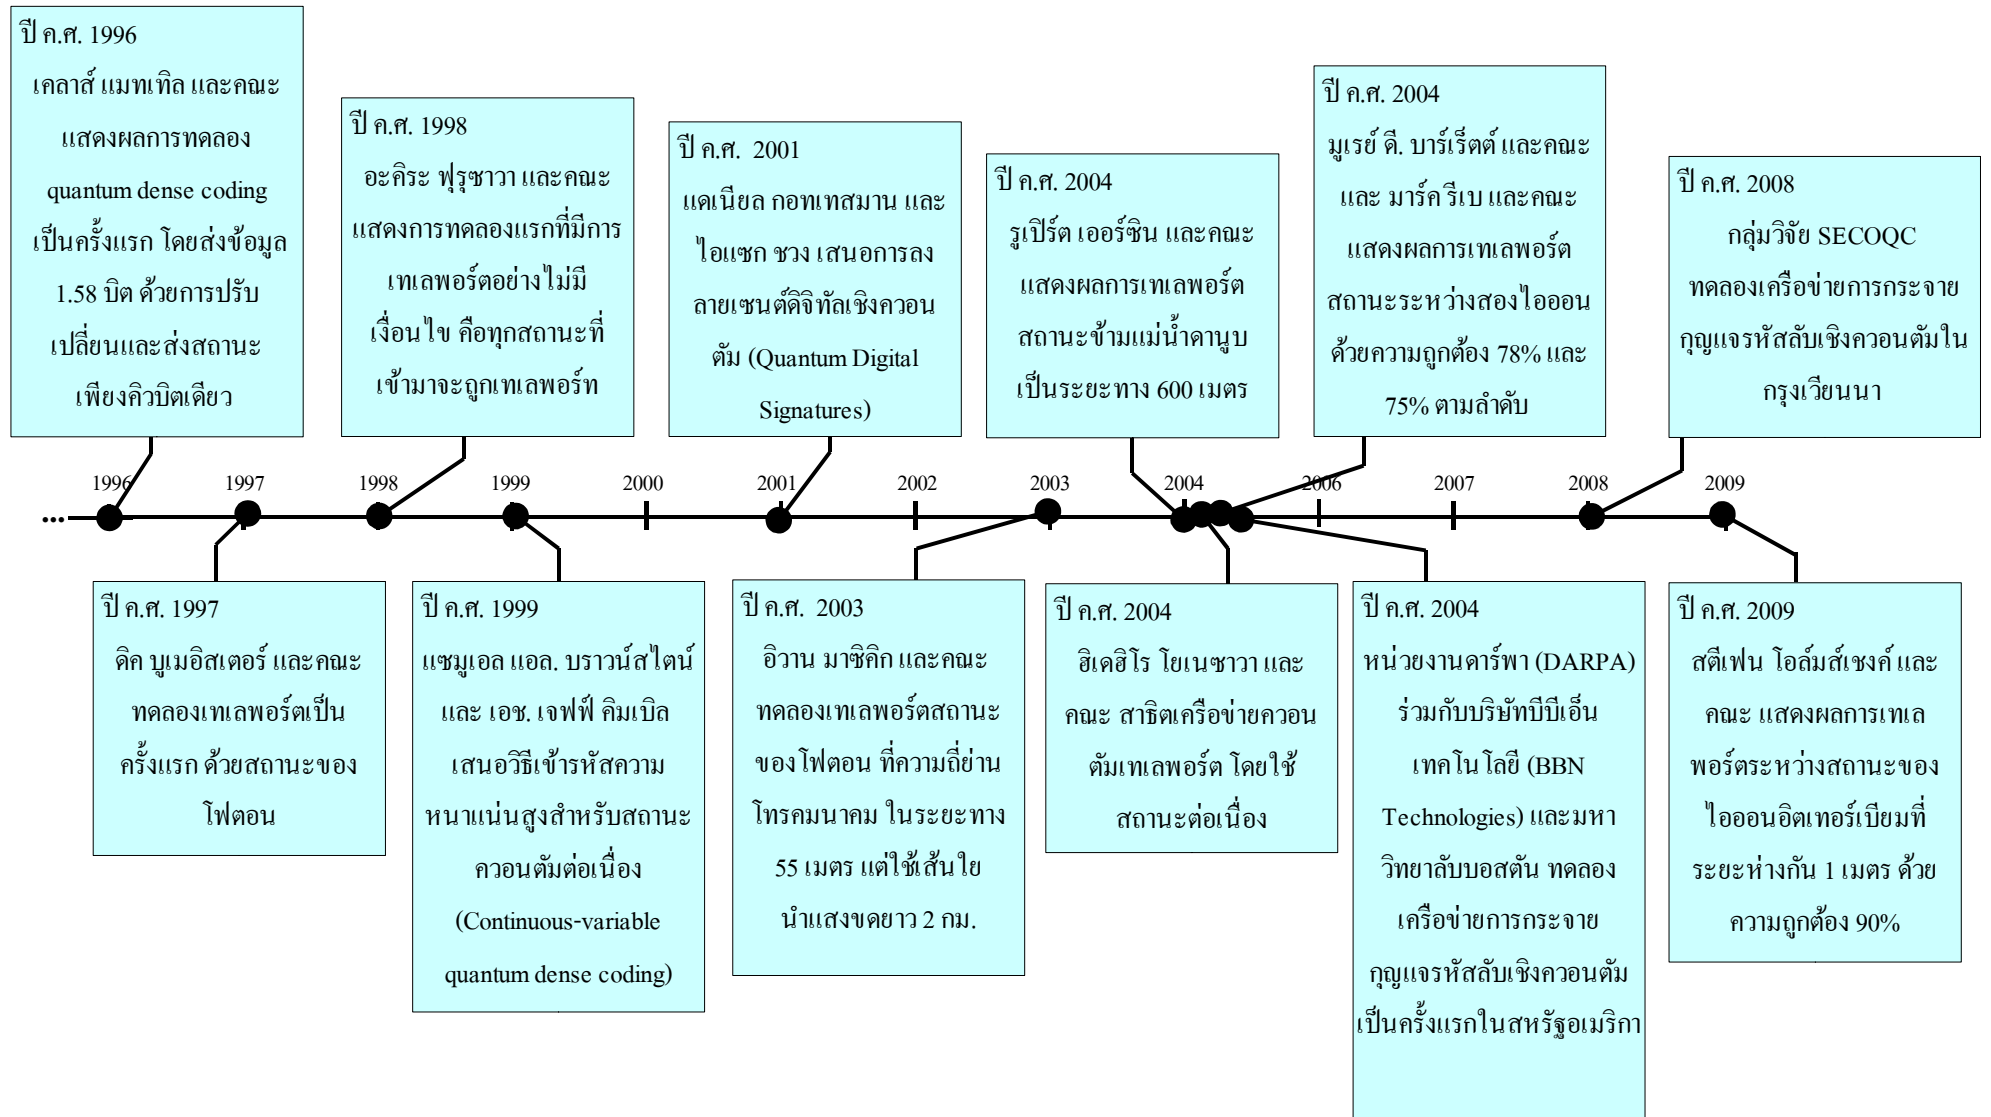 ปี ค.ศ. 1996
เคลาส์ แมทเทิล และคณะ
แสดงผลการทดลอง
quantum dense coding
เป็นครั้งแรก โดยส่งข้อมูล
1.58 บิต ด้วยการปรับ
เปลี่ยนและส่งสถานะ
เพียงคิวบิตเดียว
ปี ค.ศ. 1998
อะคิระ ฟุรุซาวา และคณะ
แสดงการทดลองแรกที่มีการ
เทเลพอร์ตอย่างไม่มี
เงื่อนไข คือทุกสถานะที่
เข้ามาจะถูกเทเลพอร์ท
ปี ค.ศ. 2001
แดเนียล กอทเทสมาน และ
ไอแซก ชวง เสนอการลง
ลายเซนต์ดิจิทัลเชิงควอน
ตัม (Quantum Digital
Signatures)
ปี ค.ศ. 2004
รูเปิร์ต เออร์ซิน และคณะ
แสดงผลการเทเลพอร์ต
สถานะข้ามแม่น้ำดานูบ
เป็นระยะทาง 600 เมตร
ปี ค.ศ. 2004
มูเรย์ ดี. บาร์เร็ตต์ และคณะ
และ มาร์ค รีเบ และคณะ
แสดงผลการเทเลพอร์ต
สถานะระหว่างสองไอออน
ด้วยความถูกต้อง 78% และ
75% ตามลำดับ
ปี ค.ศ. 2008
กลุ่มวิจัย SECOQC
ทดลองเครือข่ายการกระจาย
กุญแจรหัสลับเชิงควอนตัมใน
กรุงเวียนนา
1996 1997 1998 1999 2000 2001 2002 2003 2004 2006 2007 2008 2009
...
ปี ค.ศ. 1997
ดิค บูเมอิสเตอร์ และคณะ
ทดลองเทเลพอร์ตเป็น
ครั้งแรก ด้วยสถานะของ
โฟตอน
ปี ค.ศ. 1999
แซมูเอล แอล. บราวน์สไตน์
และ เอช. เจฟฟ์ คิมเบิล
เสนอวิธีเข้ารหัสความ
หนาแน่นสูงสำหรับสถานะ
ควอนตัมต่อเนื่อง
(Continuous-variable
quantum dense coding)
ปี ค.ศ. 2003
อิวาน มาซิคิก และคณะ
ทดลองเทเลพอร์ตสถานะ
ของโฟตอน ที่ความถี่ย่าน
โทรคมนาคม ในระยะทาง
55 เมตร แต่ใช้เส้นใย
นำแสงขดยาว 2 กม.
ปี ค.ศ. 2004
ฮิเดฮิโร โยเนซาวา และ
คณะ สาธิตเครือข่ายควอน
ตัมเทเลพอร์ต โดยใช้
สถานะต่อเนื่อง
ปี ค.ศ. 2004
หน่วยงานดาร์พา (DARPA)
ร่วมกับบริษัทบีบีเอ็น
เทคโนโลยี (BBN
Technologies) และมหา
วิทยาลับบอสตัน ทดลอง
เครือข่ายการกระจาย
กุญแจรหัสลับเชิงควอนตัม
เป็นครั้งแรกในสหรัฐอเมริกา
ปี ค.ศ. 2009
สตีเฟน โอล์มส์เชงค์ และ
คณะ แสดงผลการเทเล
พอร์ตระหว่างสถานะของ
ไอออนอิตเทอร์เบียมที่
ระยะห่างกัน 1 เมตร ด้วย
ความถูกต้อง 90%